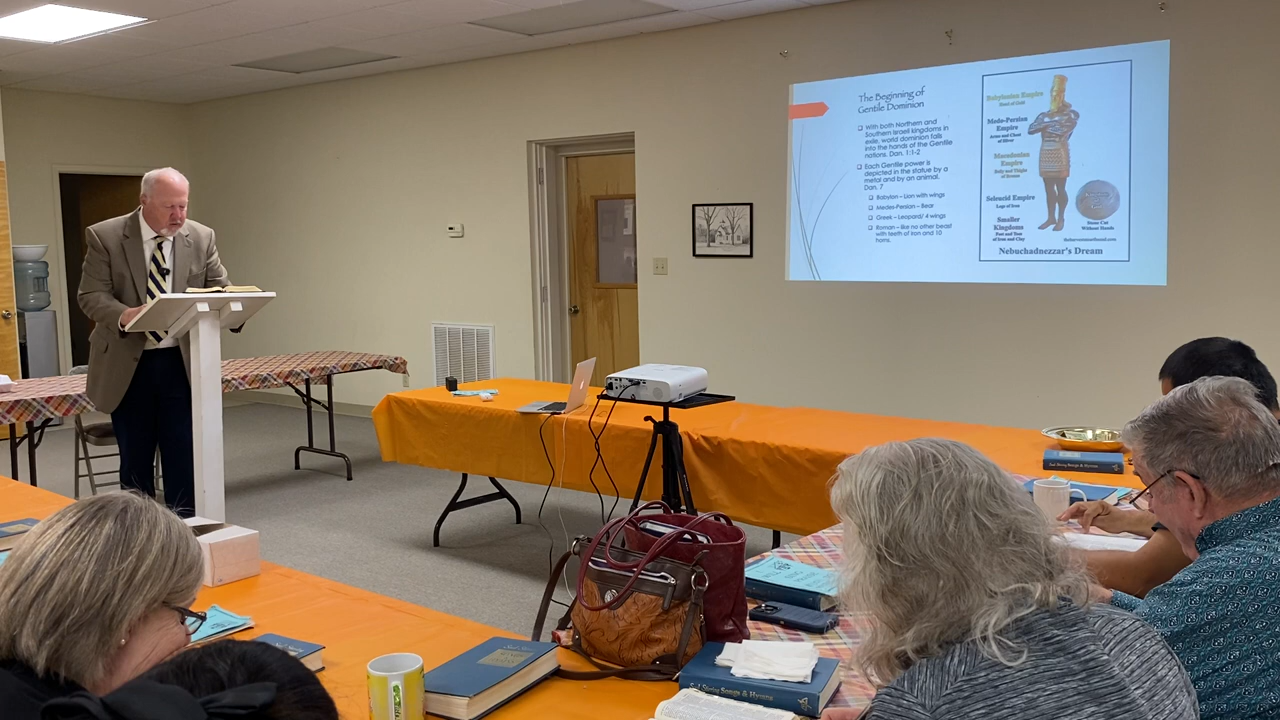 The Beginning of
Gentile Dominion
With both Northern and
Southern Israeli kingdoms in
exile, world dominion falls
into the hands of the Gentile
nations. Dan. 1:1-2
Each Gentile power is
depicted in the statue by a
metal and by an animal.
Dan. 7
Babylon – Lion with wings
Medes-Persian – Bear
Greek – Leopard/ 4 wings
Roman – like no other beast
with teeth of iron and 10
horns.
Babylonian Empire
Head of Gold
Medo-Persian
Empire
Arms and Chest
of Silver
Macedonian
Empire
Belly and Thighs
of Bronze
Seleucid Empire
Legs of Iron
Smaller
Kingdoms
Feet and Toes
of Iron and Clay
Stone Cut
Without Hands
Nebuchadnezzar's Dream
Soul Stirring Songs & Hymns
Soul Stirring Songs & Hymns